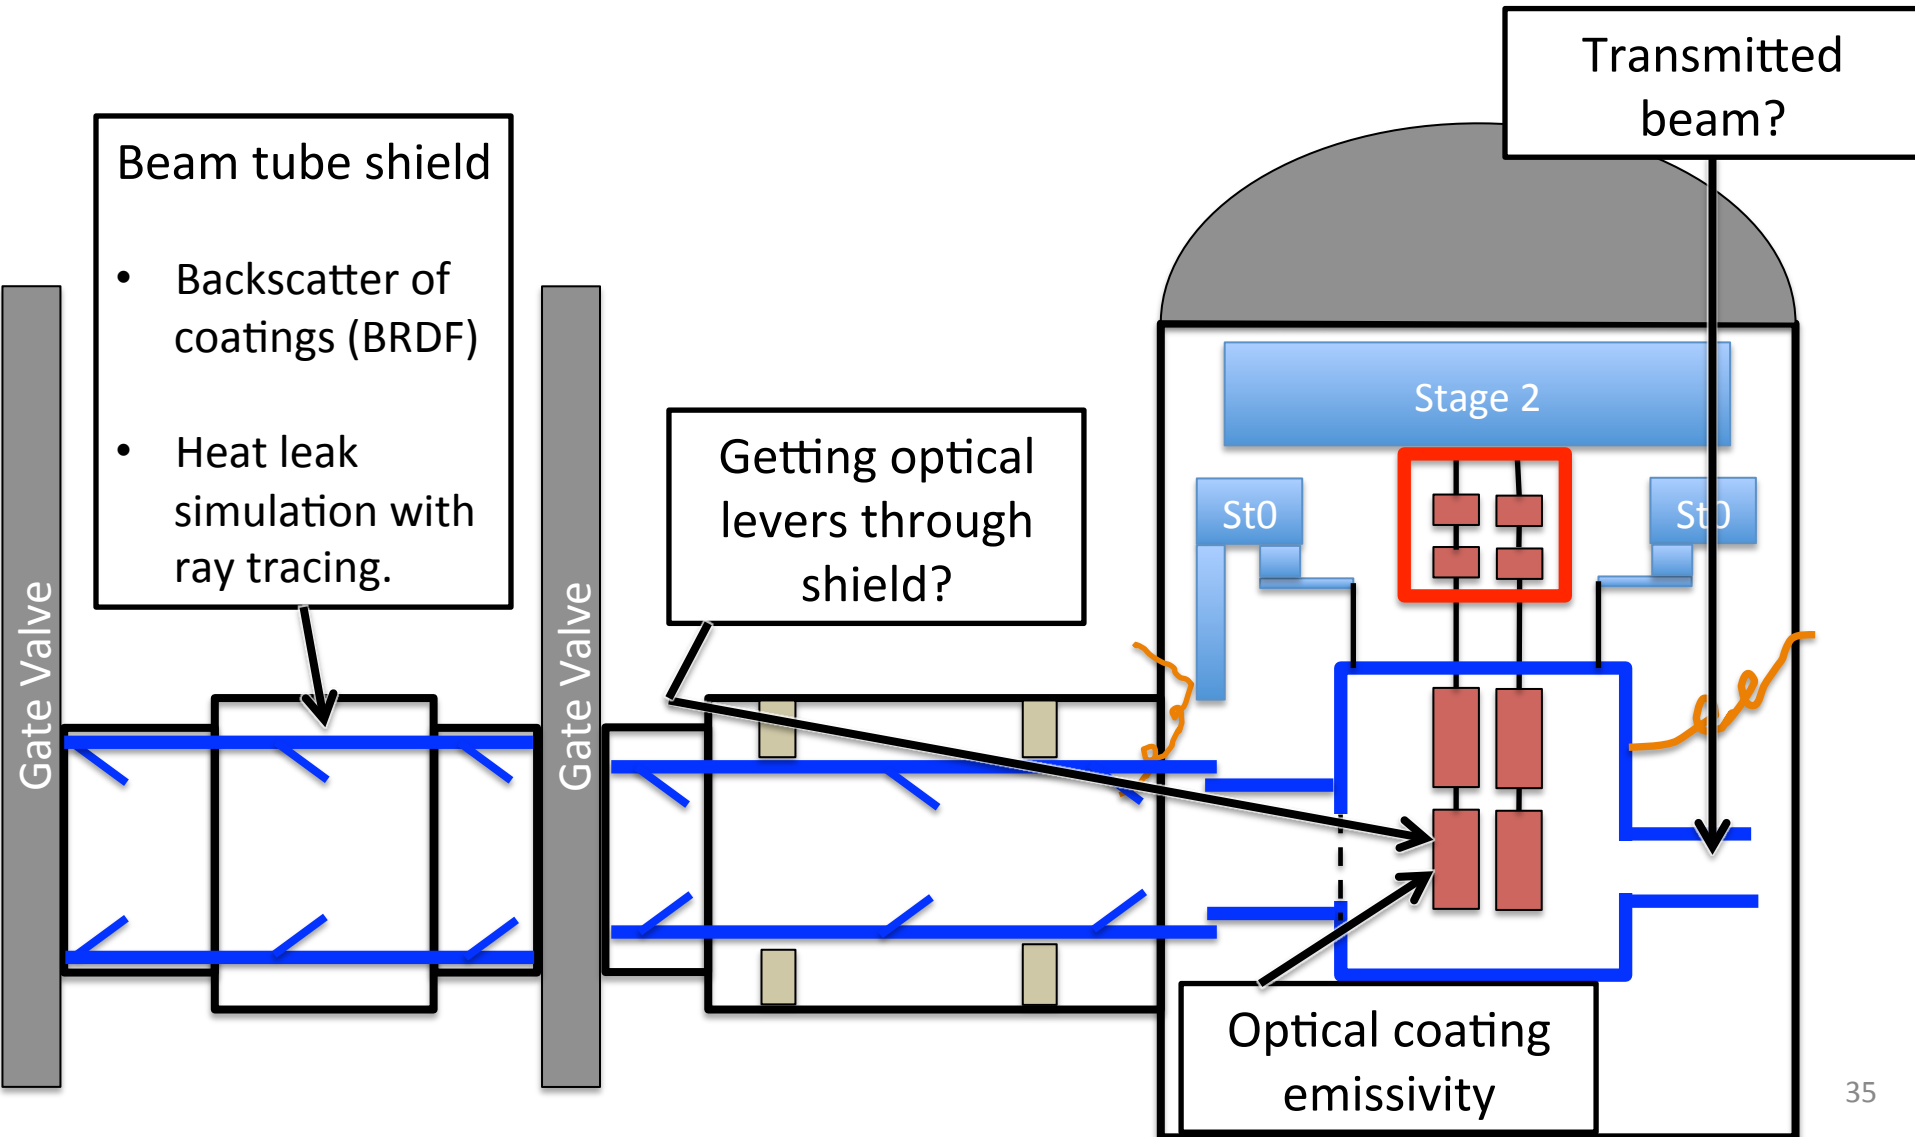 Transmitted
beam?
Beam tube shield
• Backscatter of
coatings (BRDF)
• Heat leak
simulation with
ray tracing.
Getting optical
levers through
shield?
Stage 2
St0
St0
Gate Valve
Gate Valve
Optical coating
emissivity
35